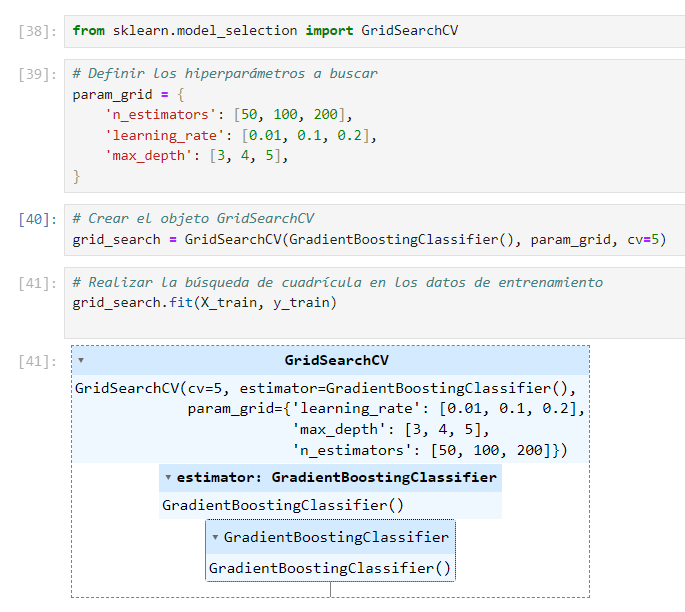 [38]: from sklearn.model_selection import GridSearchCV
[39]: # Definir los hiperparámetros a buscar
param_grid = {
    'n_estimators': [50, 100, 200],
    'learning_rate': [0.01, 0.1, 0.2],
    'max_depth': [3, 4, 5],
}
[40]: # Crear el objeto GridSearchCV
grid_search = GridSearchCV(GradientBoostingClassifier(), param_grid, cv=5)
[41]: # Realizar la búsqueda de cuadrícula en los datos de entrenamiento
grid_search.fit(X_train, y_train)
[41]: ▾ GridSearchCV
GridSearchCV(cv=5, estimator=GradientBoostingClassifier(),
             param_grid={'learning_rate': [0.01, 0.1, 0.2],
                         'max_depth': [3, 4, 5],
                         'n_estimators': [50, 100, 200]})
▾ estimator: GradientBoostingClassifier
GradientBoostingClassifier()
▾ GradientBoostingClassifier
GradientBoostingClassifier()